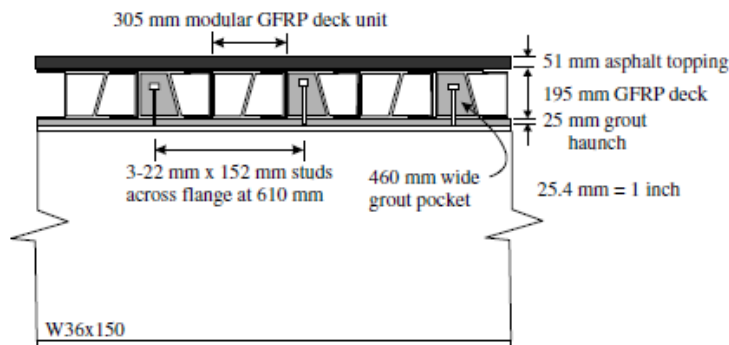 305 mm modular GFRP deck unit
51 mm asphalt topping
195 mm GFRP deck
25 mm grout
haunch
3-22 mm x 152 mm studs
across flange at 610 mm
460 mm wide
grout pocket
25.4 mm = 1 inch
W36x150